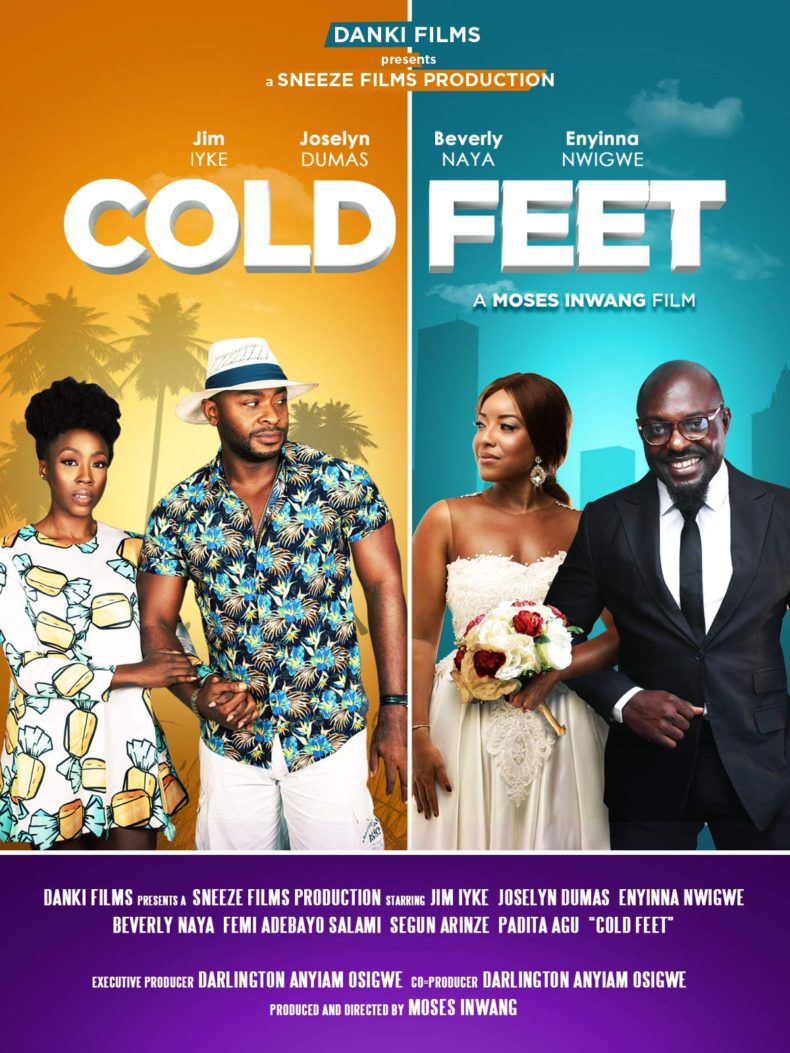 DANKI FILMS
presents
a SNEEZE FILMS PRODUCTION
Jim IYKE
Joselyn DUMAS
Beverly NAYA
Enyinna NWIGWE
COLD FEET
A MOSES INWANG FILM
DANKI FILMS PRESENTS A SNEEZE FILMS PRODUCTION STARRING JIM IYKE JOSELYN DUMAS ENYINNA NWIGWE
BEVERLY NAYA FEMI ADEBAYO SALAMI SEGUN ARINZE PADITA AGU “COLD FEET”
EXECUTIVE PRODUCER DARLINGTON ANYIAM OSIGWE CO-PRODUCER DARLINGTON ANYIAM OSIGWE
PRODUCED AND DIRECTED BY MOSES INWANG